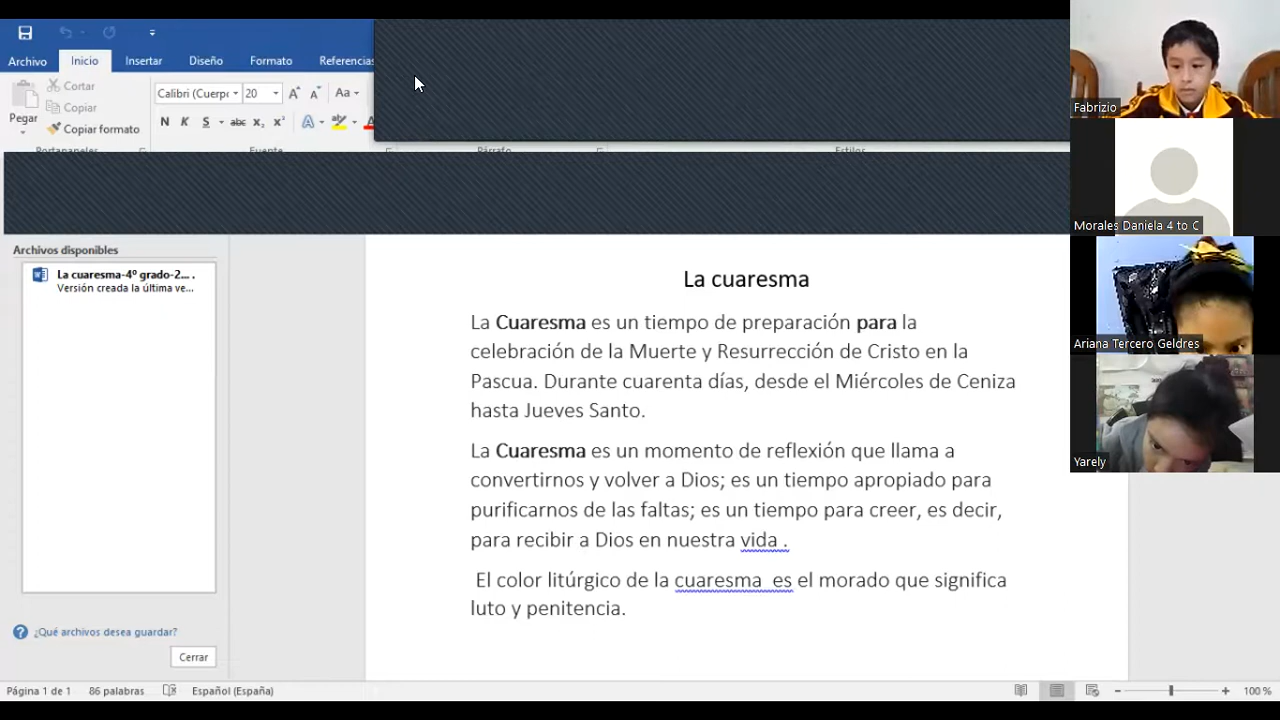 Archivo Inicio Insertar Diseño Formato Referencias
Cortar
Copiar
Pegar
Copiar formato
Calibri (Cuerp 20 Aa
N K S abc x₂ x²
Portapapeles Fuente Párrafo Estilos
Archivos disponibles
La cuaresma-4º grado-2... .
Versión creada la última ve...
¿Qué archivos desea guardar?
Cerrar
La cuaresma
La Cuaresma es un tiempo de preparación para la
celebración de la Muerte y Resurrección de Cristo en la
Pascua. Durante cuarenta días, desde el Miércoles de Ceniza
hasta Jueves Santo.
La Cuaresma es un momento de reflexión que llama a
convertirnos y volver a Dios; es un tiempo apropiado para
purificarnos de las faltas; es un tiempo para creer, es decir,
para recibir a Dios en nuestra vida .
El color litúrgico de la cuaresma es el morado que significa
luto y penitencia.
Fabrizio
Morales Daniela 4 to C
Ariana Tercero Geldres
Yarely
Página 1 de 1 86 palabras Español (España) 100 %